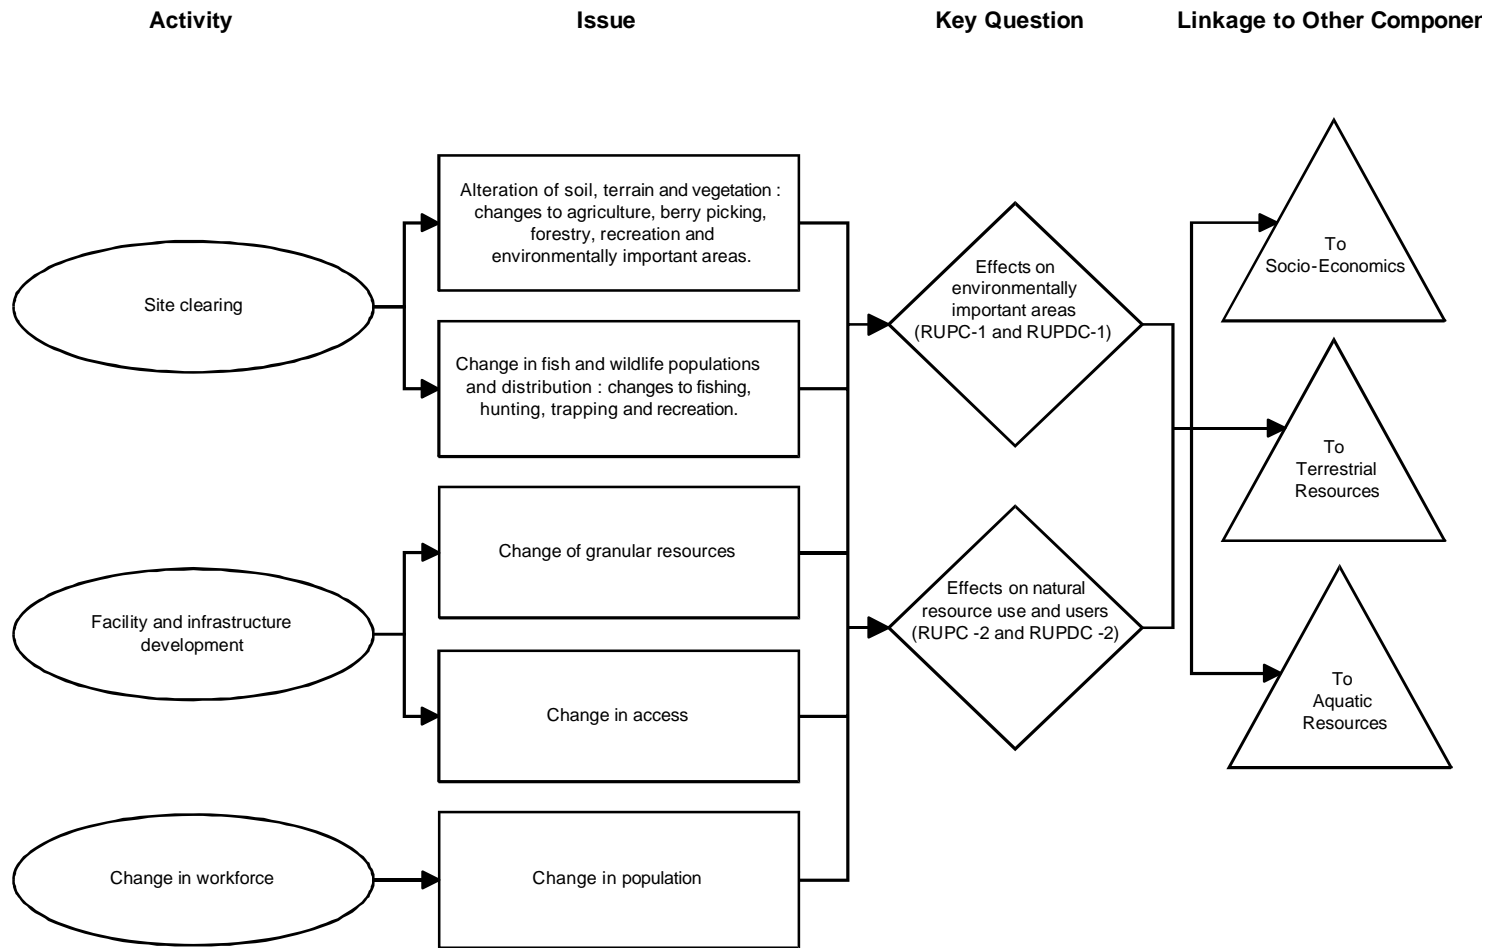 Activity
Issue
Key Question
Linkage to Other Componer
Site clearing
Alteration of soil, terrain and vegetation :
changes to agriculture, berry picking,
forestry, recreation and
environmentally important areas.
Change in fish and wildlife populations
and distribution : changes to fishing,
hunting, trapping and recreation.
Facility and infrastructure
development
Change of granular resources
Change in access
Change in workforce
Change in population
Effects on
environmentally
important areas
(RUPC-1 and RUPDC-1)
Effects on natural
resource use and users
(RUPC -2 and RUPDC -2)
To
Socio-Economics
To
Terrestrial
Resources
To
Aquatic
Resources